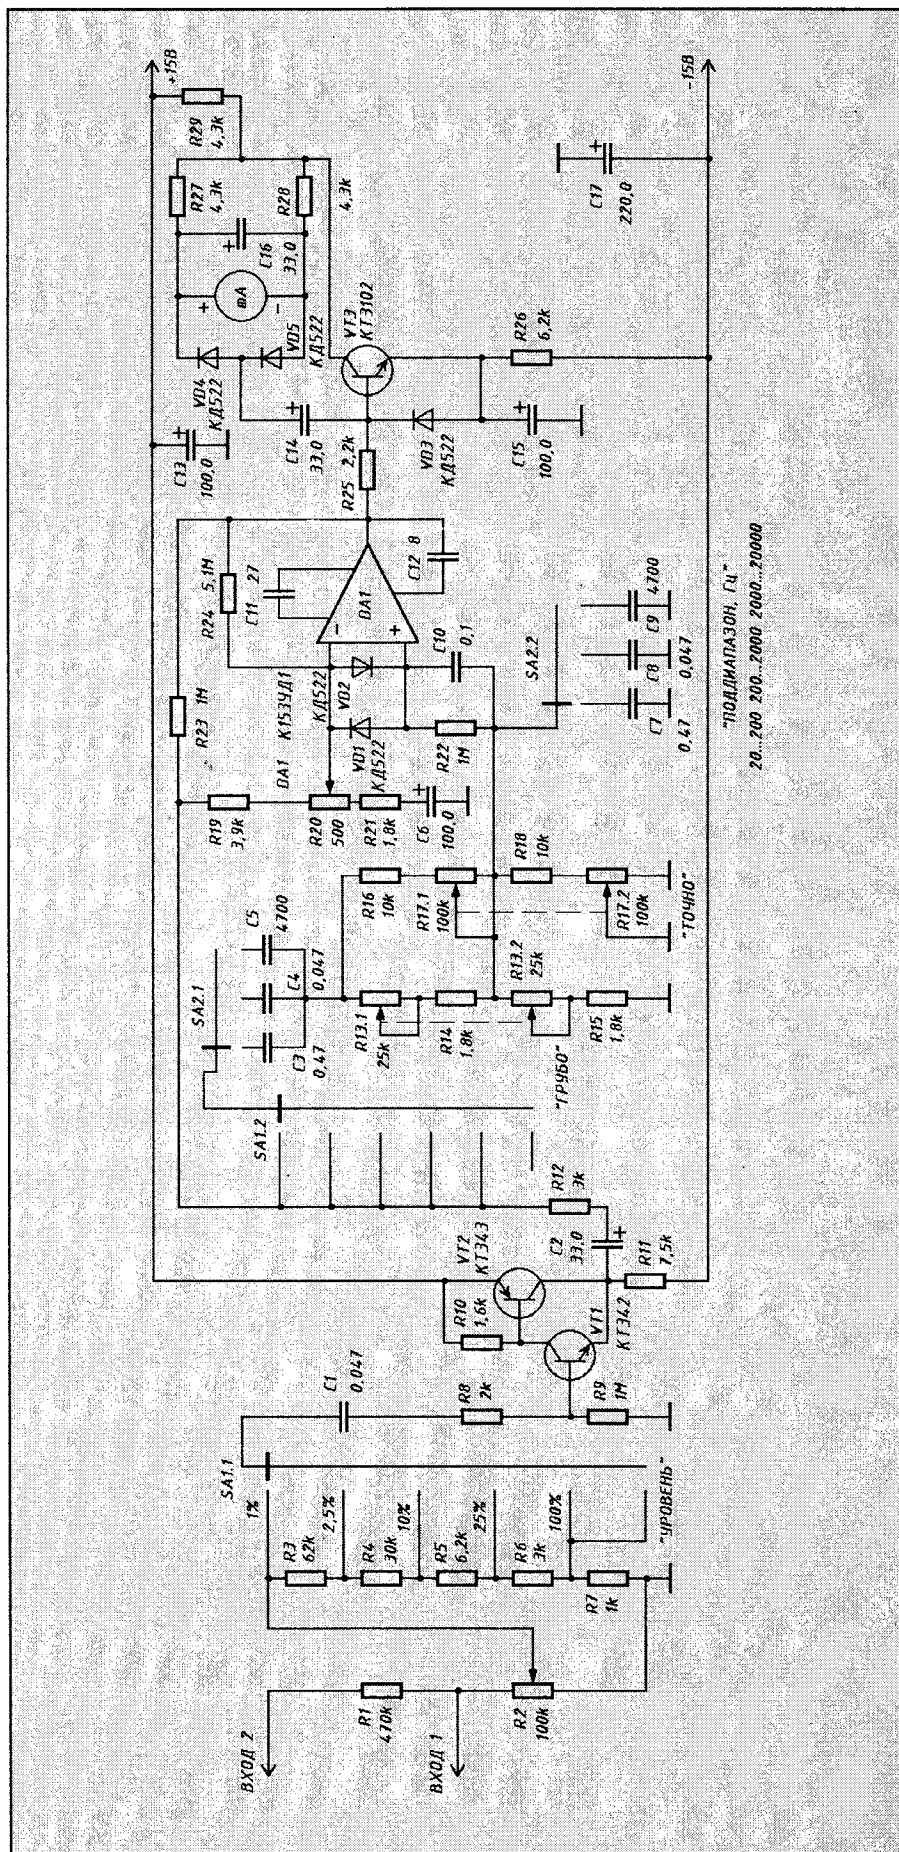 ВХОД 2
ВХОД 1
R1
470k
R2
100k
R3
62k
R4
30k
R5
6,2k
R6
3k
R7
1k
1%
2,5%
10%
25%
100%
"УРОВЕНЬ"
SA1.1
C1
0,047
R8
2k
R9
1М
R10
1,6k
VT1
КТ342
VT2
КТ343
R11
7,5k
C2
33,0
R12
3k
SA1.2
SA2.1
C3
0,47
C4
0,047
C5
4700
R13.1
25k
R14
1,8k
R13.2
25k
R15
1,8k
"ГРУБО"
R16
10k
R17.1
100k
R18
10k
R17.2
100k
"ТОЧНО"
R19
3,9k
R20
500
R21
1,8k
C6
100,0
DA1 К153УД1
R23 1М
R24 5,1М
VD1
КД522
VD2
КД522
R22
1М
C10
0,1
C11 27
DA1
C12 8
SA2.2
C7
0,47
C8
0,047
C9
4700
"ПОДДИАПАЗОН, Гц"
20...200 200...2000 2000...20000
R25 2,2k
C13
100,0
C14
33,0
VD3
КД522
C15
100,0
VD4
КД522
VD5
КД522
mA
C16
33,0
VT3
КТ3102
R26
6,2k
R27
4,3k
R28
4,3k
R29
4,3k
C17
220,0
+15В
-15В